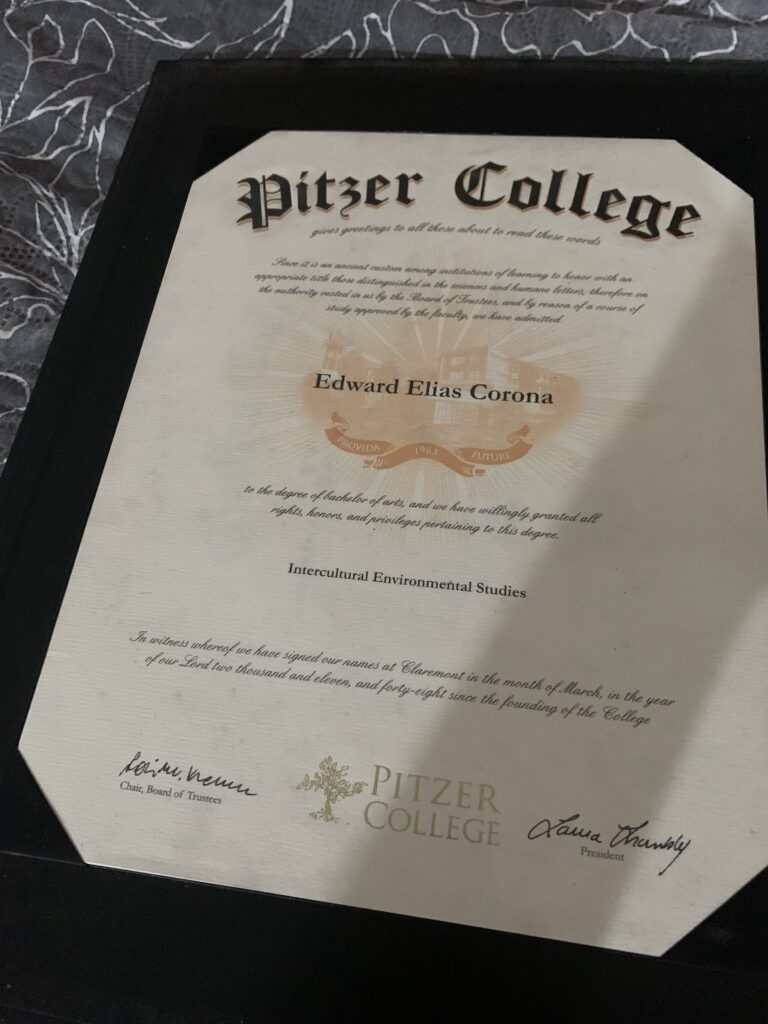 Pitzer College
gives greetings to all those about to read these words
Since it is an ancient custom among institutions of learning to honor with an
appropriate title those distinguished in the sciences and humane letters, therefore on
the authority vested in us by the Board of Trustees, and by reason of a course of
study approved by the faculty, we have admitted
Edward Elias Corona
PROVIDA 1963 FUTURI
to the degree of bachelor of arts, and we have willingly granted all
rights, honors, and privileges pertaining to this degree.
Intercultural Environmental Studies
In witness whereof we have signed our names at Claremont in the month of March, in the year
of our Lord two thousand and eleven, and forty-eight since the founding of the College
Chair, Board of Trustees
PITZER
COLLEGE
Laura
President